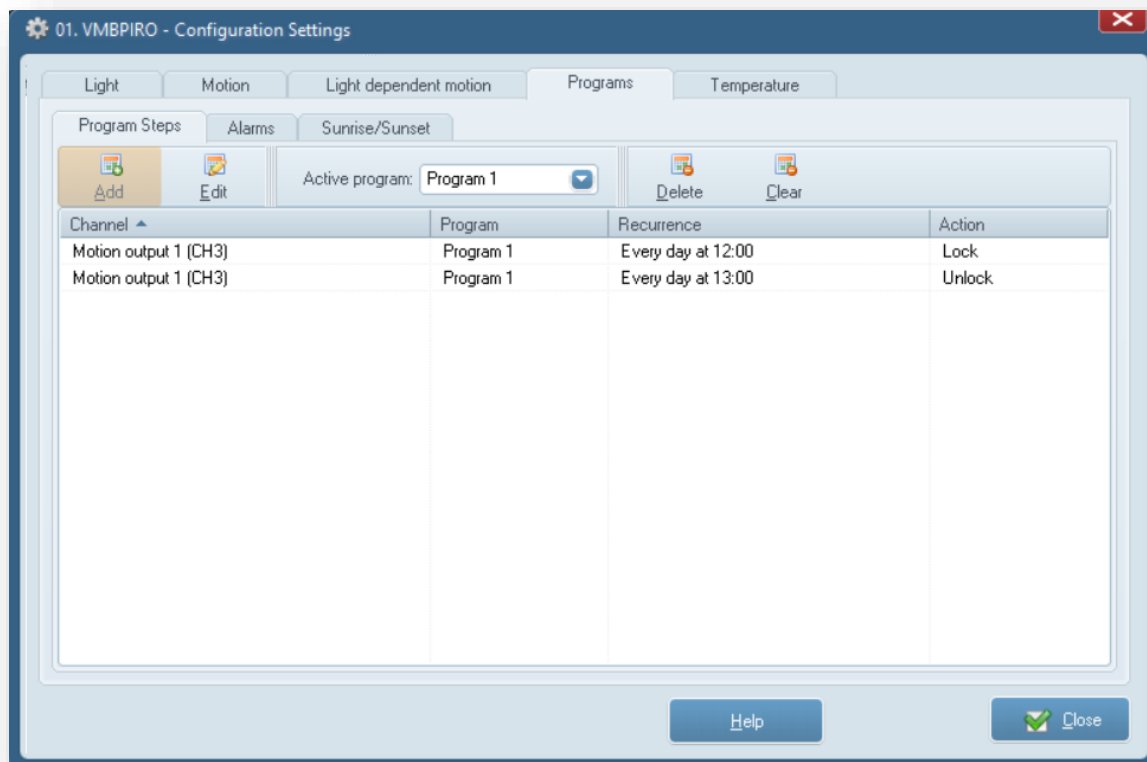 01. VMBPIRO - Configuration Settings
Light Motion Light dependent motion Programs Temperature
Program Steps Alarms Sunrise/Sunset
Add Edit Active program: Program 1 Delete Clear
Channel Program Recurrence Action
Motion output 1 (CH3) Program 1 Every day at 12:00 Lock
Motion output 1 (CH3) Program 1 Every day at 13:00 Unlock
Help Close